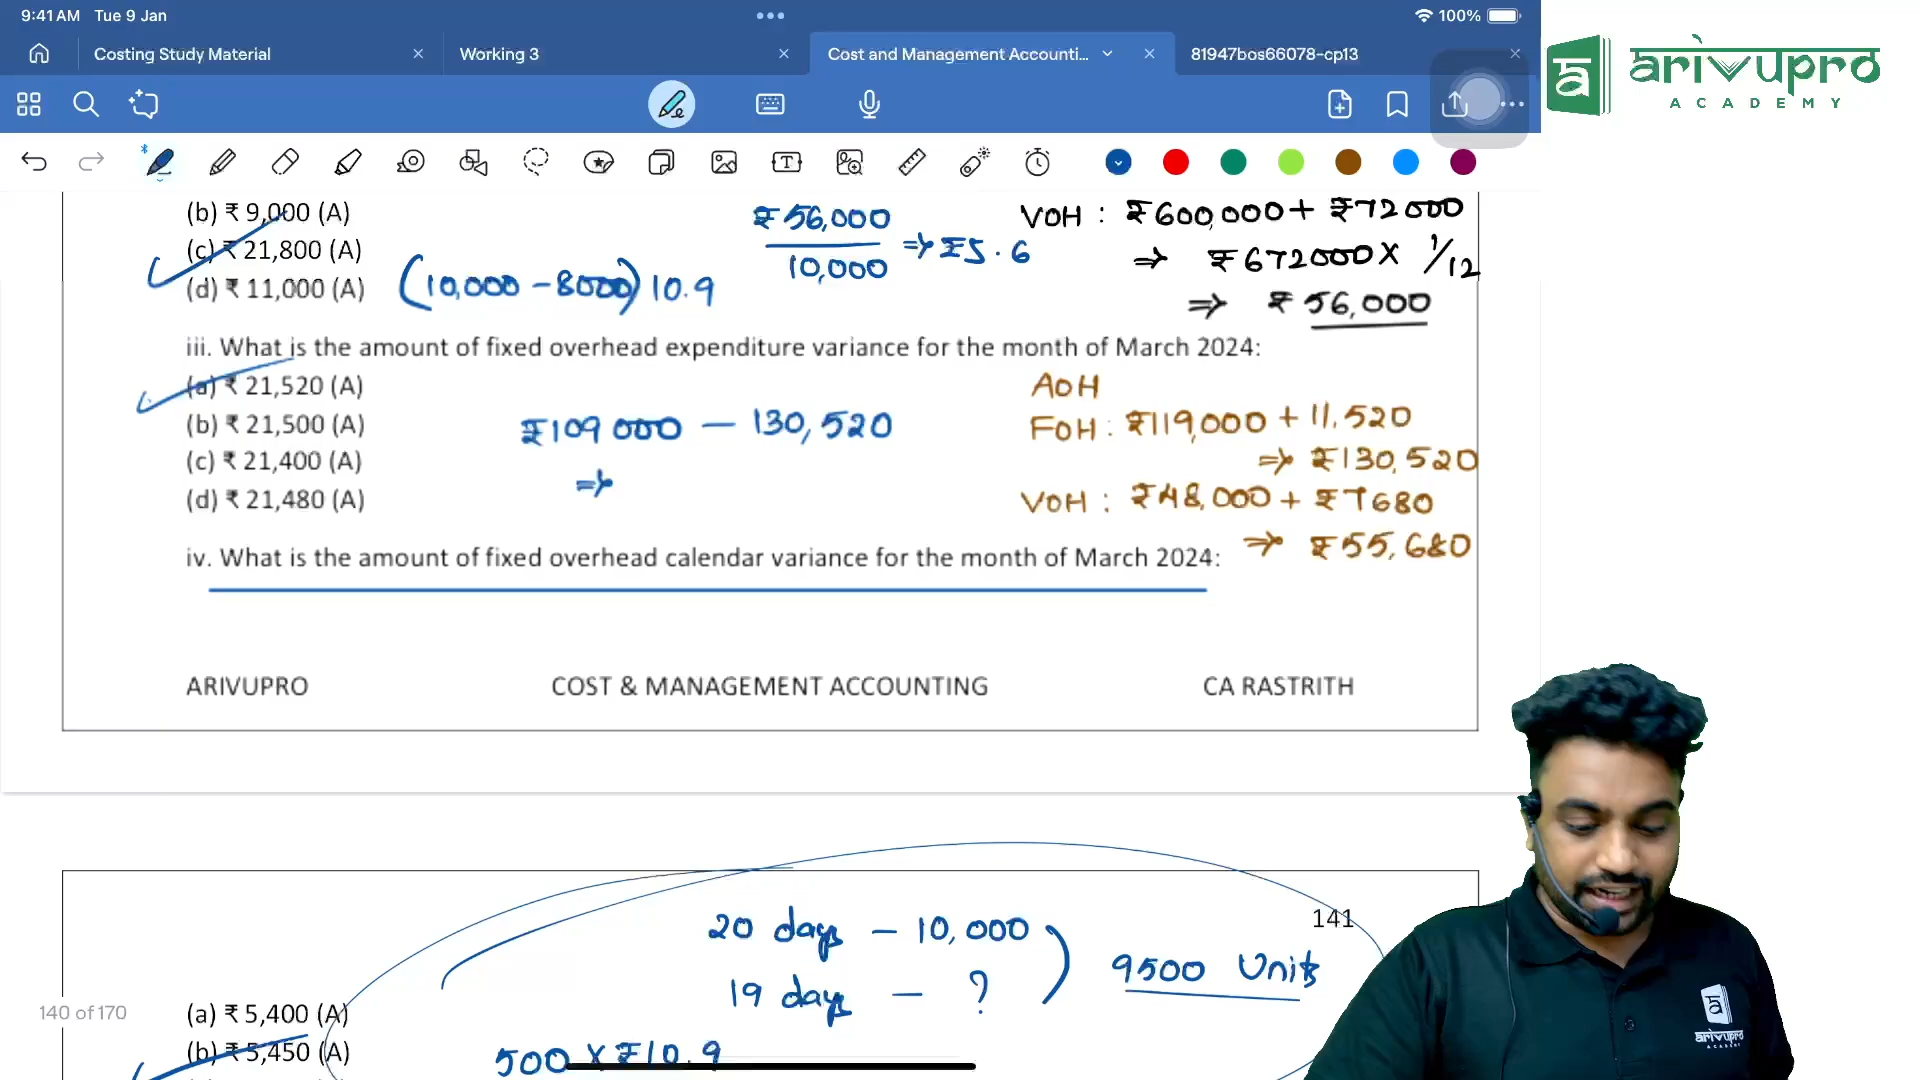 9:41 AM Tue 9 Jan
100%
Costing Study Material
Working 3
Cost and Management Accounti...
81947bos66078-cp13
arivupro
ACADEMY
(b) ₹ 9,000 (A)
(c) ₹ 21,800 (A)
(d) ₹ 11,000 (A)
(10,000 - 8000) 10.9
₹56,000
10,000
⇒ ₹5.6
VOH : ₹600,000 + ₹72000
⇒ ₹672000 × 1/12
⇒ ₹56,000
iii. What is the amount of fixed overhead expenditure variance for the month of March 2024:
(a) ₹ 21,520 (A)
(b) ₹ 21,500 (A)
(c) ₹ 21,400 (A)
(d) ₹ 21,480 (A)
₹109000 - 130,520
⇒
AOH
FOH : ₹119,000 + 11,520
⇒ ₹130,520
VOH : ₹48,000 + ₹7680
⇒ ₹55,680
iv. What is the amount of fixed overhead calendar variance for the month of March 2024:
ARIVUPRO COST & MANAGEMENT ACCOUNTING CA RASTRITH
141
20 days - 10,000
19 days - ?
9500 Units
140 of 170
(a) ₹ 5,400 (A)
(b) ₹ 5,450 (A)
500 × ₹10.9
arivupro